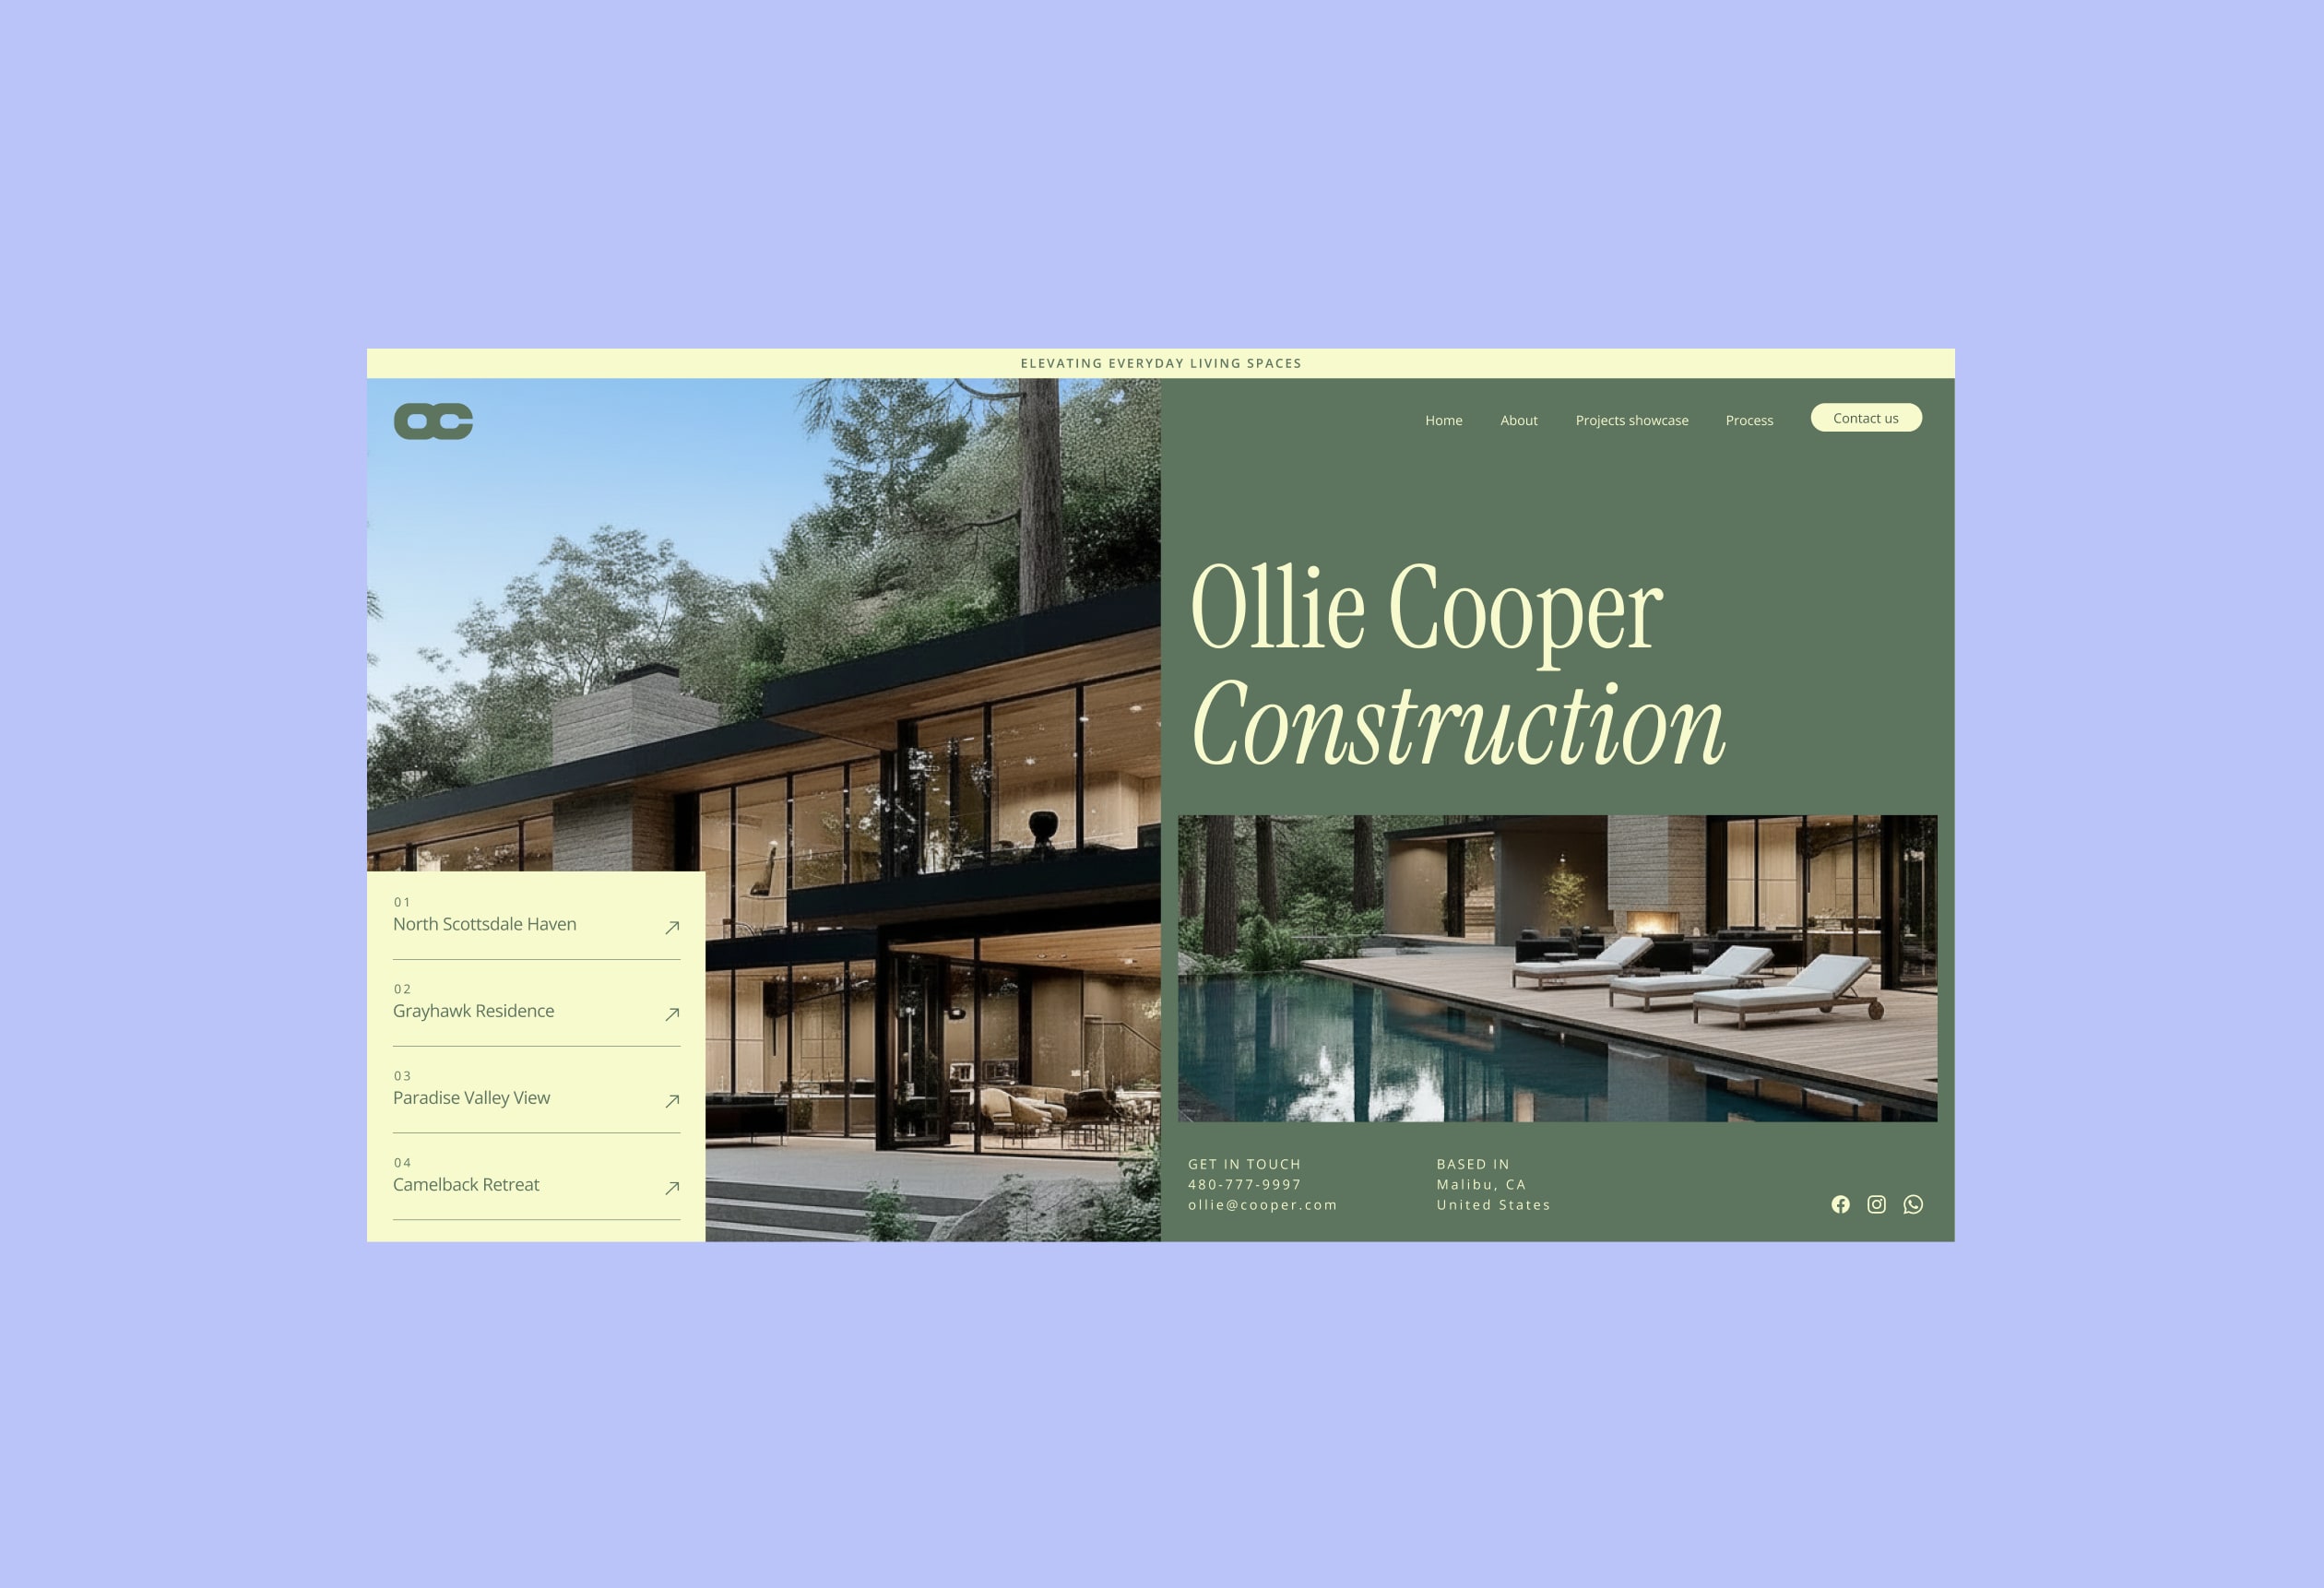 ELEVATING EVERYDAY LIVING SPACES
OC
Home About Projects showcase Process Contact us
Ollie Cooper
Construction
01
North Scottsdale Haven
02
Grayhawk Residence
03
Paradise Valley View
04
Camelback Retreat
GET IN TOUCH
480-777-9997
ollie@cooper.com
BASED IN
Malibu, CA
United States